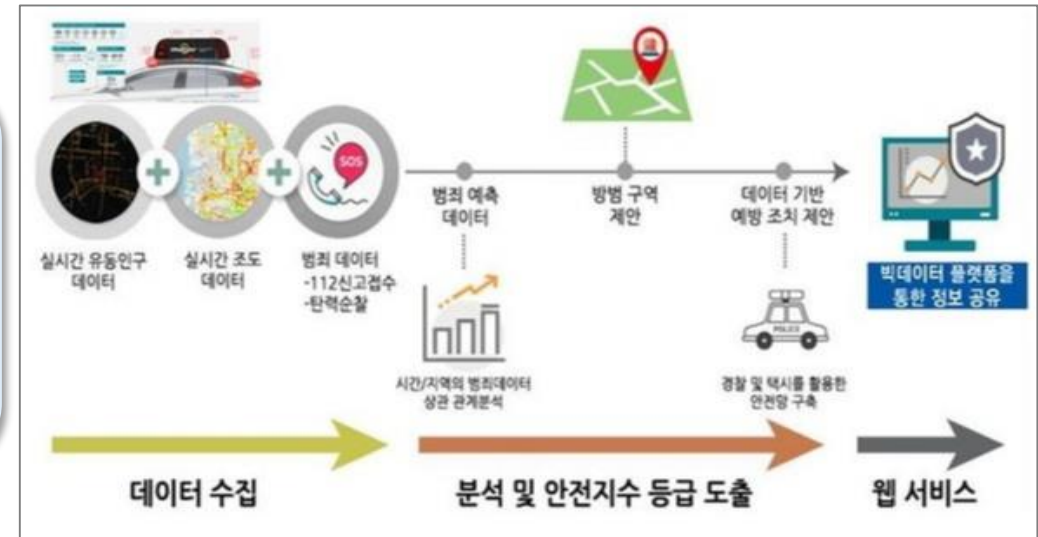 SOS
실시간 유동인구
데이터
실시간 조도
데이터
범죄 데이터
-112신고접수
-탄력순찰
범죄 예측
데이터
방범 구역
제안
데이터 기반
예방 조치 제안
시간/지역의 범죄데이터
상관 관계분석
POLICE
경찰 및 택시를 활용한
안전망 구축
빅데이터 플랫폼을
통한 정보 공유
데이터 수집
분석 및 안전지수 등급 도출
웹 서비스